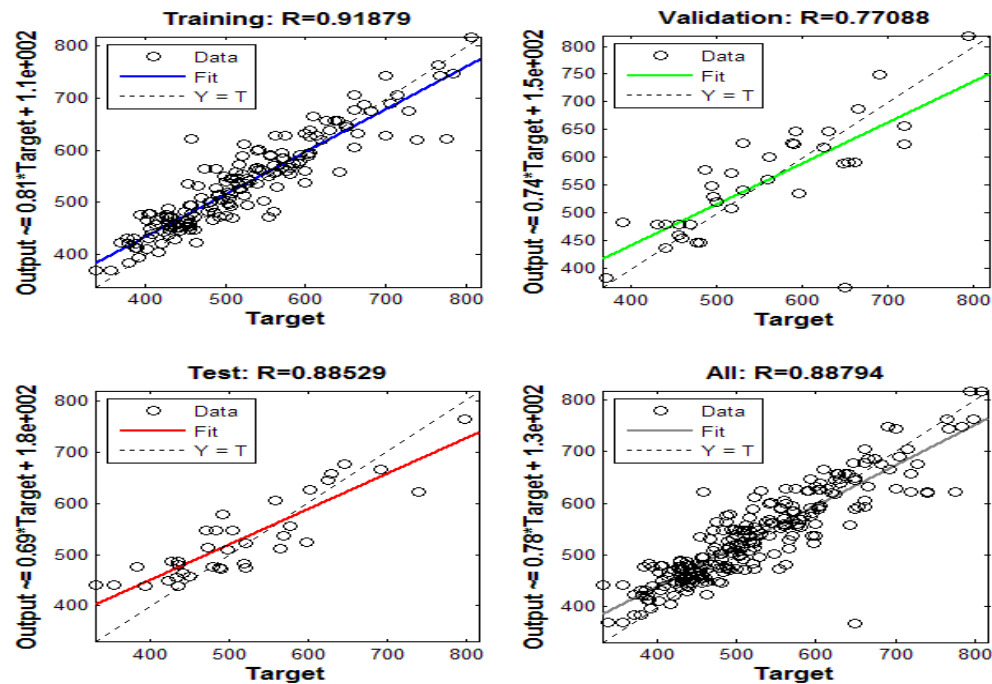 Training: R=0.91879
Output ~= 0.81*Target + 1.1e+002
800
700
600
500
400
Data
Fit
Y = T
400 500 600 700 800
Target
Validation: R=0.77088
Output ~= 0.74*Target + 1.5e+002
800
750
700
650
600
550
500
450
400
Data
Fit
Y = T
400 500 600 700 800
Target
Test: R=0.88529
Output ~= 0.69*Target + 1.8e+002
800
700
600
500
400
Data
Fit
Y = T
400 500 600 700 800
Target
All: R=0.88794
Output ~= 0.78*Target + 1.3e+002
800
700
600
500
400
Data
Fit
Y = T
400 500 600 700 800
Target